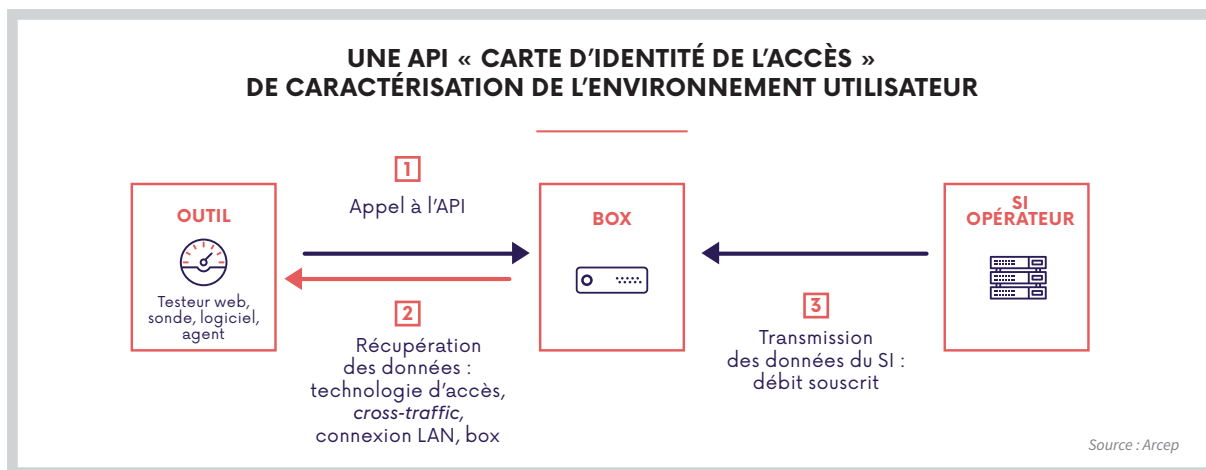 UNE API « CARTE D'IDENTITÉ DE L'ACCÈS »
DE CARACTÉRISATION DE L'ENVIRONNEMENT UTILISATEUR
OUTIL
Testeur web,
sonde, logiciel,
agent
1
Appel à l'API
2
Récupération
des données :
technologie d'accès,
cross-traffic,
connexion LAN, box
BOX
3
Transmission
des données du SI :
débit souscrit
SI
OPÉRATEUR
Source : Arcep